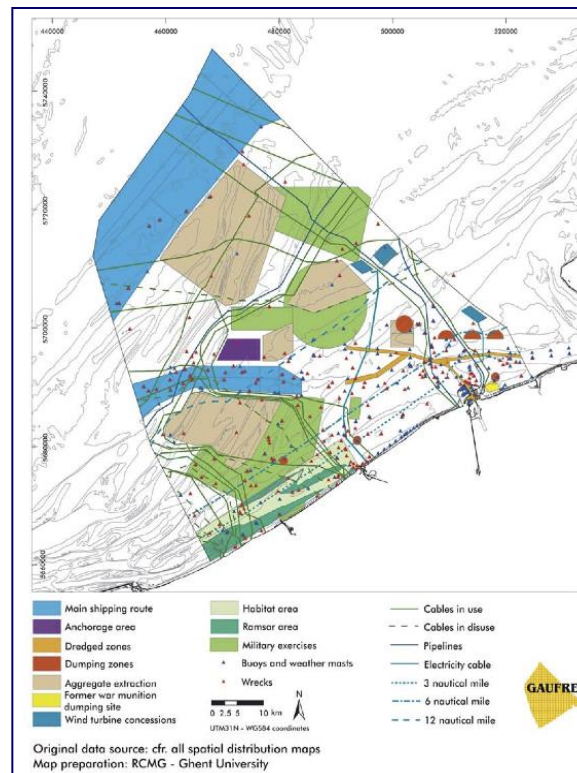 440000 460000 480000 500000 520000
5740000
5720000
5700000
5680000
5660000
Main shipping route
Anchorage area
Dredged zones
Dumping zones
Aggregate extraction
Former war munition
dumping site
Wind turbine concessions
Habitat area
Ramsar area
Military exercises
Buoys and weather masts
Wrecks
0 2.5 5 10 km
N
UTM31N - WGS84 coordinates
Cables in use
Cables in disuse
Pipelines
Electricity cable
3 nautical mile
6 nautical mile
12 nautical mile
GAUFRE
Original data source: cfr. all spatial distribution maps
Map preparation: RCMG - Ghent University